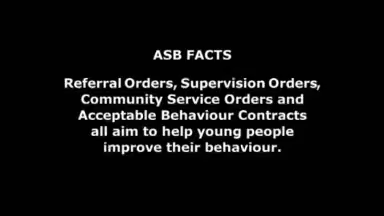 ASB FACTS
Referral Orders, Supervision Orders,
Community Service Orders and
Acceptable Behaviour Contracts
all aim to help young people
improve their behaviour.